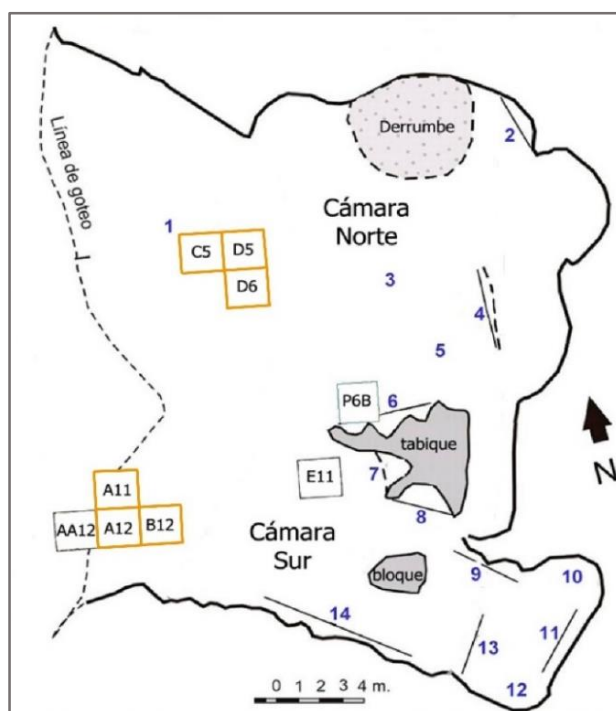 Derrumbe
2
Línea de goteo
Cámara
Norte
1
C5 D5
D6
3
4
5
P6B
6
tabique
E11
7
8
N
A11
AA12 A12 B12
Cámara
Sur
bloque
9
10
11
13
14
12
0 1 2 3 4 m.